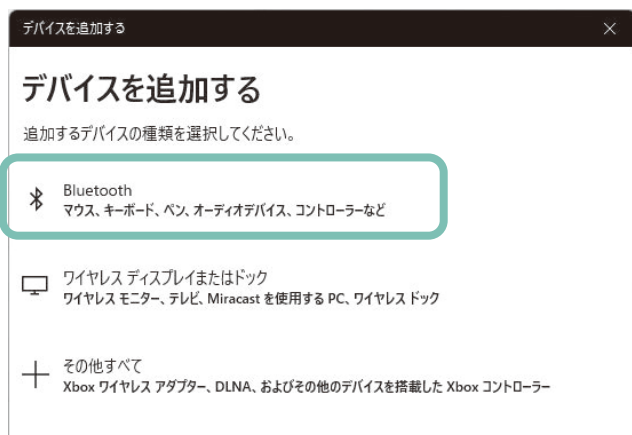 デバイスを追加する
デバイスを追加する
追加するデバイスの種類を選択してください。
Bluetooth
マウス、キーボード、ペン、オーディオデバイス、コントローラーなど
ワイヤレス ディスプレイまたはドック
ワイヤレス モニター、テレビ、Miracast を使用する PC、ワイヤレス ドック
その他すべて
Xbox ワイヤレス アダプター、DLNA、およびその他のデバイスを搭載した Xbox コントローラー